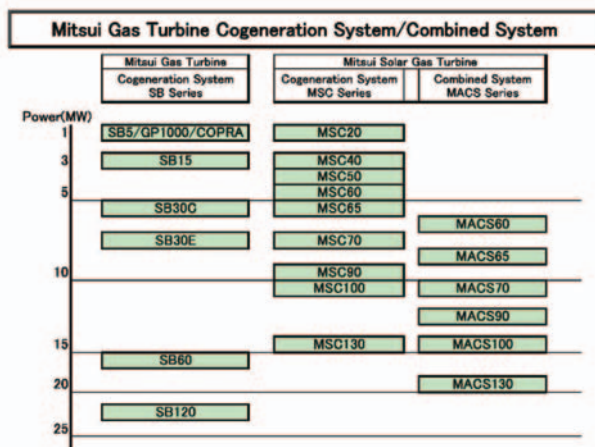 Mitsui Gas Turbine Cogeneration System/Combined System
Mitsui Gas Turbine
Mitsui Solar Gas Turbine
Cogeneration System
SB Series
Cogeneration System
MSC Series
Combined System
MACS Series
Power(MW)
1
SB5/GP1000/COPRA
MSC20
3
SB15
MSC40
MSC50
5
MSC60
SB30C
MSC65
MACS60
SB30E
MSC70
MACS65
10
MSC90
MSC100
MACS70
MACS90
15
MSC130
MACS100
SB60
20
MACS130
SB120
25